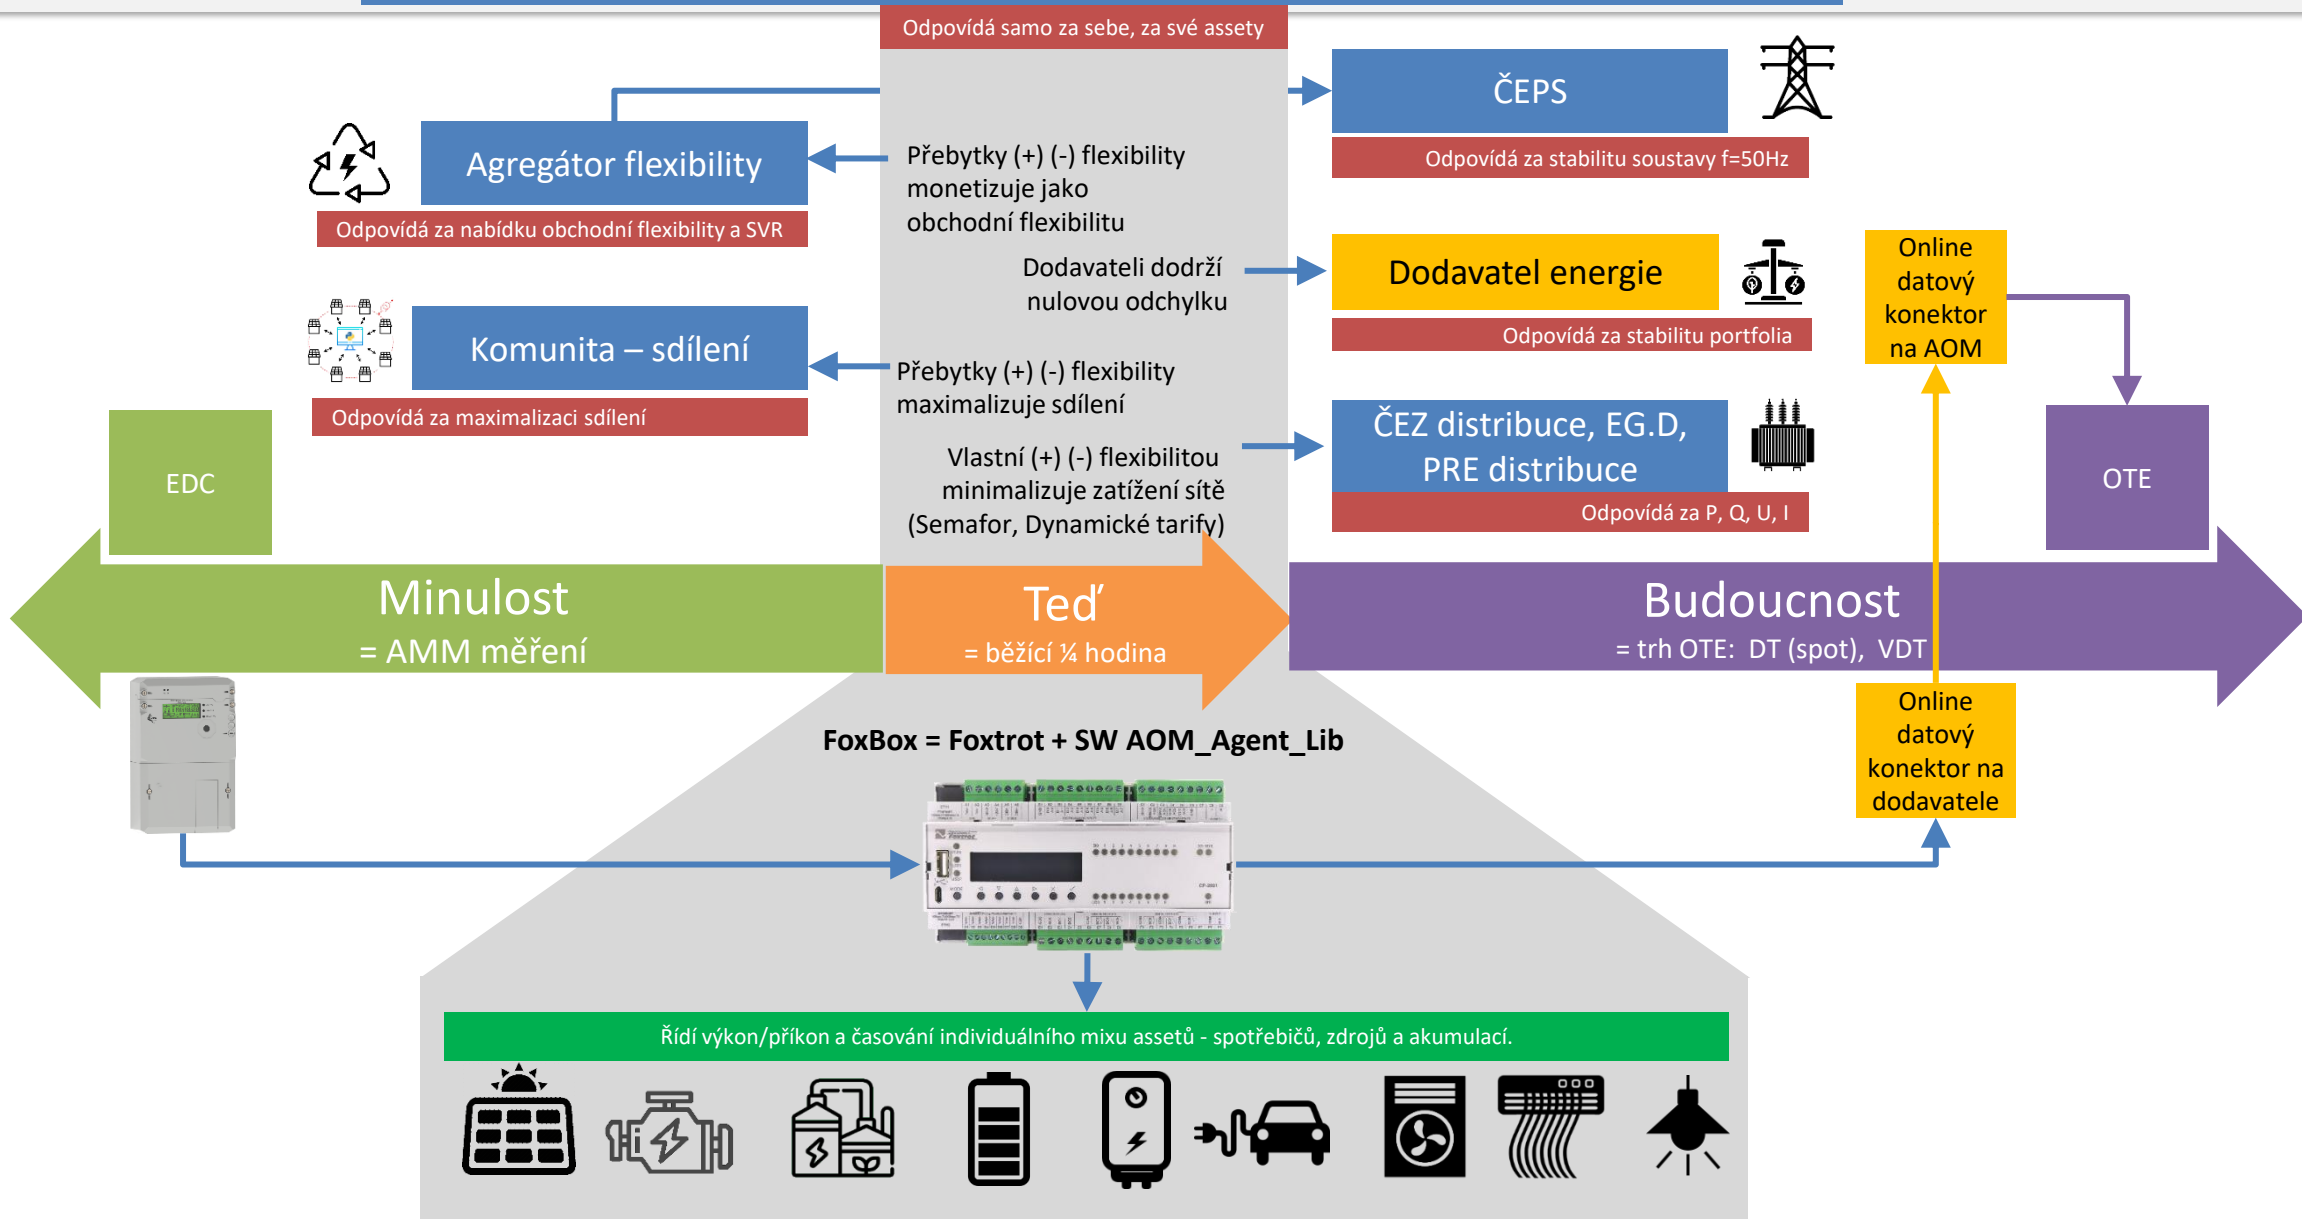 Odpovídá samo za sebe, za své assety
ČEPS
Odpovídá za stabilitu soustavy f=50Hz
Agregátor flexibility
Odpovídá za nabídku obchodní flexibility a SVR
Přebytky (+) (-) flexibility
monetizuje jako
obchodní flexibilitu
Dodavateli dodrží
nulovou odchylku
Dodavatel energie
Odpovídá za stabilitu portfolia
Online
datový
konektor
na AOM
Komunita – sdílení
Odpovídá za maximalizaci sdílení
Přebytky (+) (-) flexibility
maximalizuje sdílení
ČEZ distribuce, EG.D,
PRE distribuce
Odpovídá za P, Q, U, I
Vlastní (+) (-) flexibilitou
minimalizuje zatížení sítě
(Semafor, Dynamické tarify)
EDC
OTE
Minulost
= AMM měření
Teď
= běžící ¼ hodina
Budoucnost
= trh OTE: DT (spot), VDT
Online
datový
konektor na
dodavatele
FoxBox = Foxtrot + SW AOM_Agent_Lib
Řídí výkon/příkon a časování individuálního mixu assetů - spotřebičů, zdrojů a akumulací.